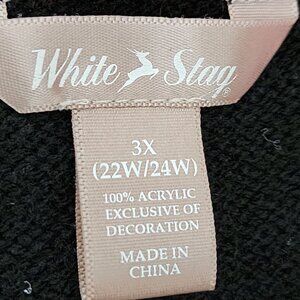 White Stag®
3X
(22W/24W)
100% ACRYLIC
EXCLUSIVE OF
DECORATION
MADE IN
CHINA